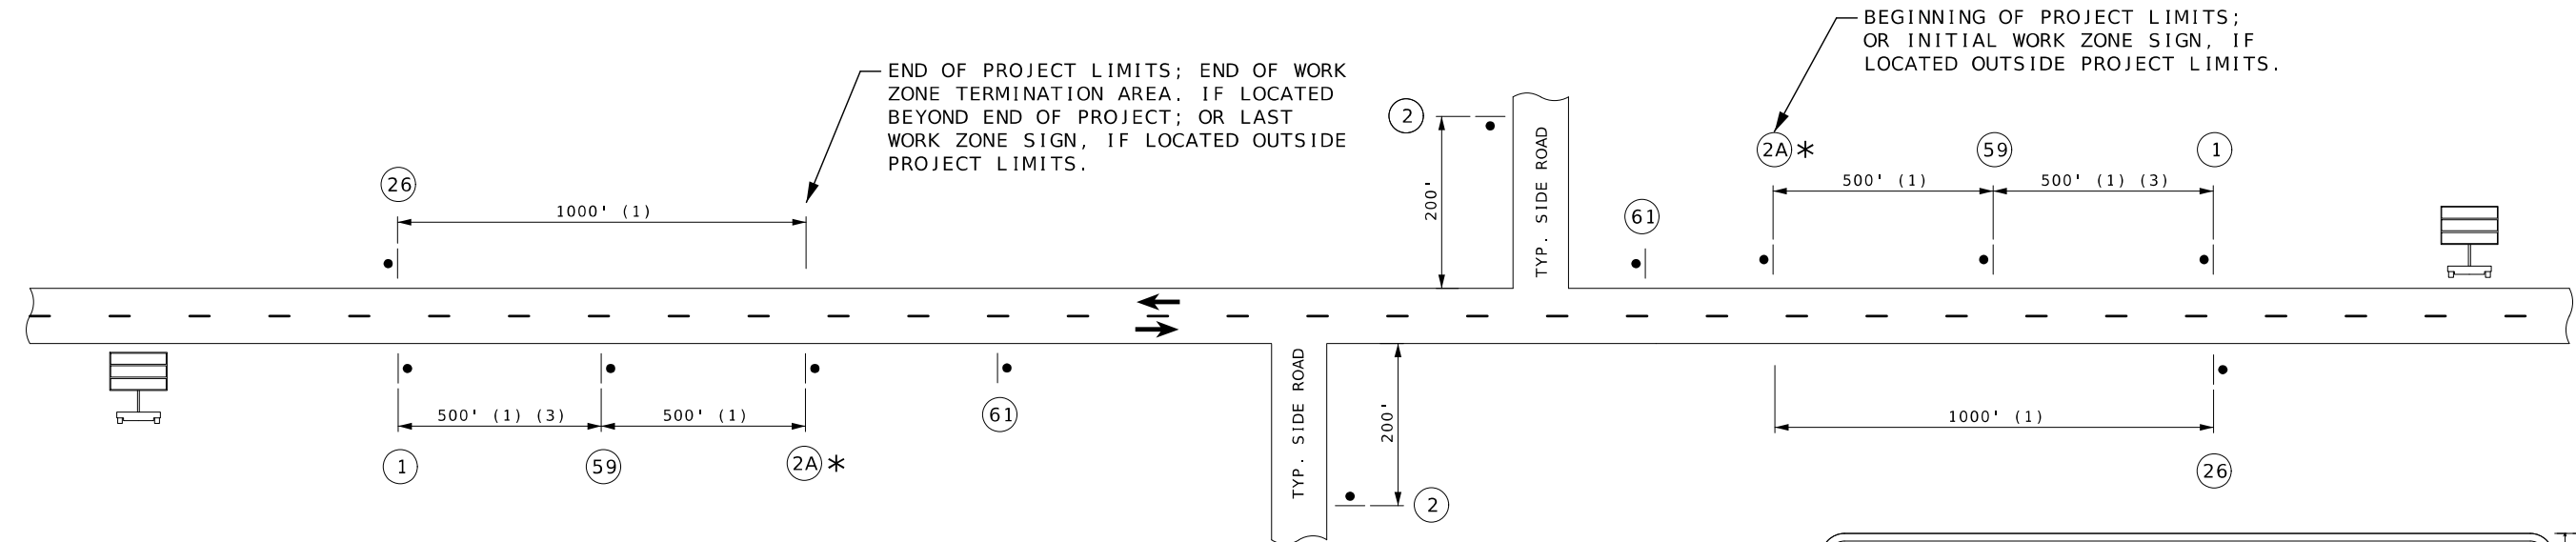 BEGINNING OF PROJECT LIMITS;
OR INITIAL WORK ZONE SIGN, IF
LOCATED OUTSIDE PROJECT LIMITS.
END OF PROJECT LIMITS; END OF WORK
ZONE TERMINATION AREA. IF LOCATED
BEYOND END OF PROJECT; OR LAST
WORK ZONE SIGN, IF LOCATED OUTSIDE
PROJECT LIMITS.
2
200'
TYP. SIDE ROAD
2A*
59
1
500' (1)
500' (1) (3)
26
1000' (1)
61
500' (1) (3)
500' (1)
1
59
2A*
61
TYP. SIDE ROAD
200'
2
1000' (1)
26